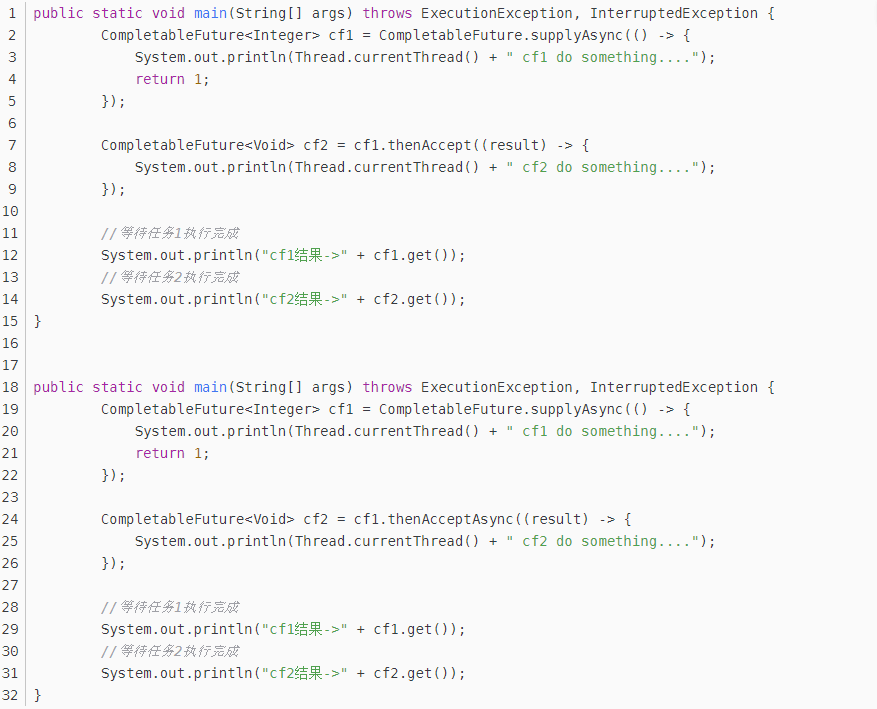 1 public static void main(String[] args) throws ExecutionException, InterruptedException {
2         CompletableFuture<Integer> cf1 = CompletableFuture.supplyAsync(() -> {
3             System.out.println(Thread.currentThread() + " cf1 do something....");
4             return 1;
5         });
6
7         CompletableFuture<Void> cf2 = cf1.thenAccept((result) -> {
8             System.out.println(Thread.currentThread() + " cf2 do something....");
9         });
10
11         //等待任务1执行完成
12         System.out.println("cf1结果->" + cf1.get());
13         //等待任务2执行完成
14         System.out.println("cf2结果->" + cf2.get());
15 }
16
17
18 public static void main(String[] args) throws ExecutionException, InterruptedException {
19         CompletableFuture<Integer> cf1 = CompletableFuture.supplyAsync(() -> {
20             System.out.println(Thread.currentThread() + " cf1 do something....");
21             return 1;
22         });
23
24         CompletableFuture<Void> cf2 = cf1.thenAcceptAsync((result) -> {
25             System.out.println(Thread.currentThread() + " cf2 do something....");
26         });
27
28         //等待任务1执行完成
29         System.out.println("cf1结果->" + cf1.get());
30         //等待任务2执行完成
31         System.out.println("cf2结果->" + cf2.get());
32 }